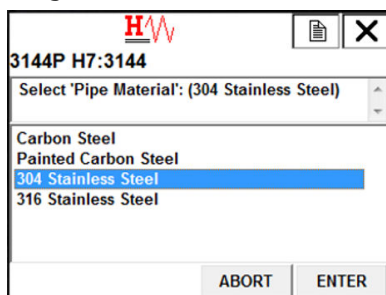 H
3144P H7:3144
Select 'Pipe Material': (304 Stainless Steel)
Carbon Steel
Painted Carbon Steel
304 Stainless Steel
316 Stainless Steel
ABORT ENTER